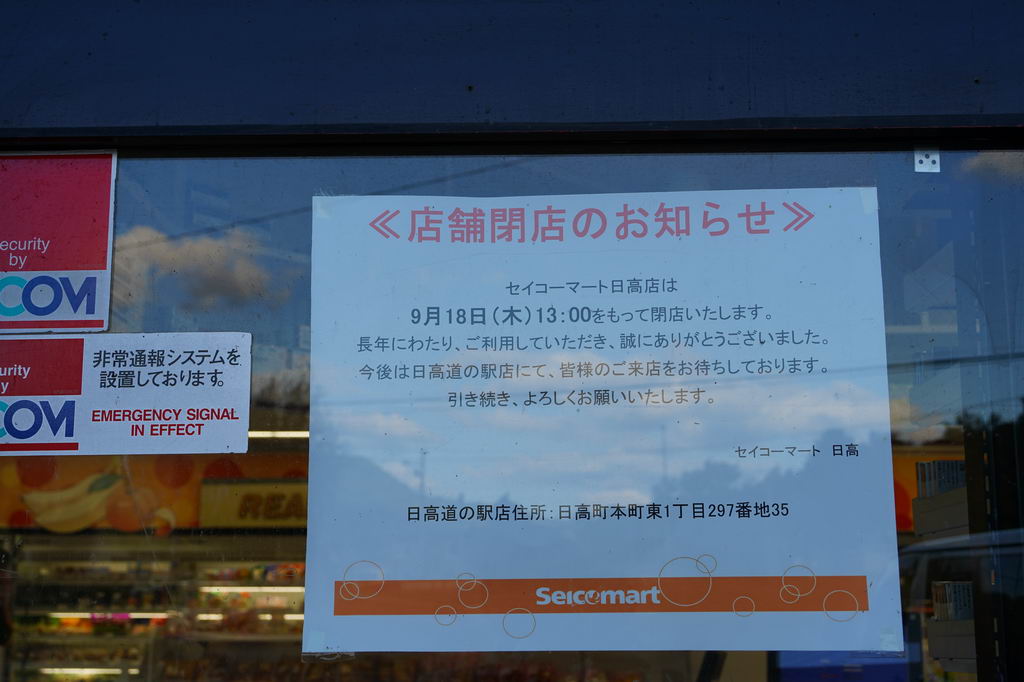 ≪店舗閉店のお知らせ≫
セイコーマート日高店は
9月18日(木)13:00をもって閉店いたします。
長年にわたり、ご利用していただき、誠にありがとうございました。
今後は日高道の駅店にて、皆様のご来店をお待ちしております。
引き続き、よろしくお願いいたします。
セイコーマート 日高
日高道の駅店住所:日高町本町東1丁目297番地35
Seicomart
ecurity
by
COM
urity
y
COM
非常通報システムを
設置しております。
EMERGENCY SIGNAL
IN EFFECT
REA